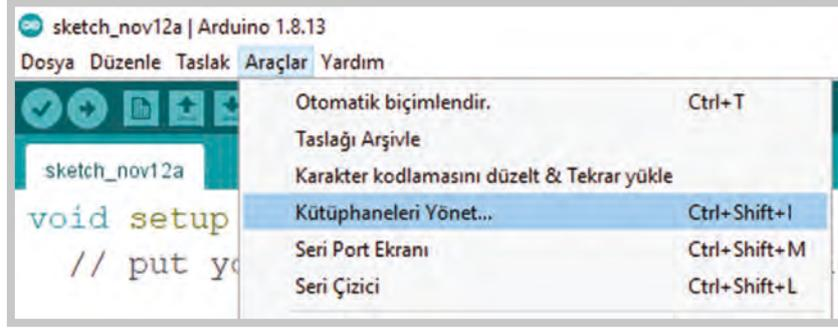 sketch_nov12a | Arduino 1.8.13
Dosya Düzenle Taslak Araçlar Yardım
Otomatik biçimlendir. Ctrl+T
Taslağı Arşivle
Karakter kodlamasını düzelt & Tekrar yükle
Kütüphaneleri Yönet... Ctrl+Shift+I
Seri Port Ekranı Ctrl+Shift+M
Seri Çizici Ctrl+Shift+L
sketch_nov12a
void setup
// put yo